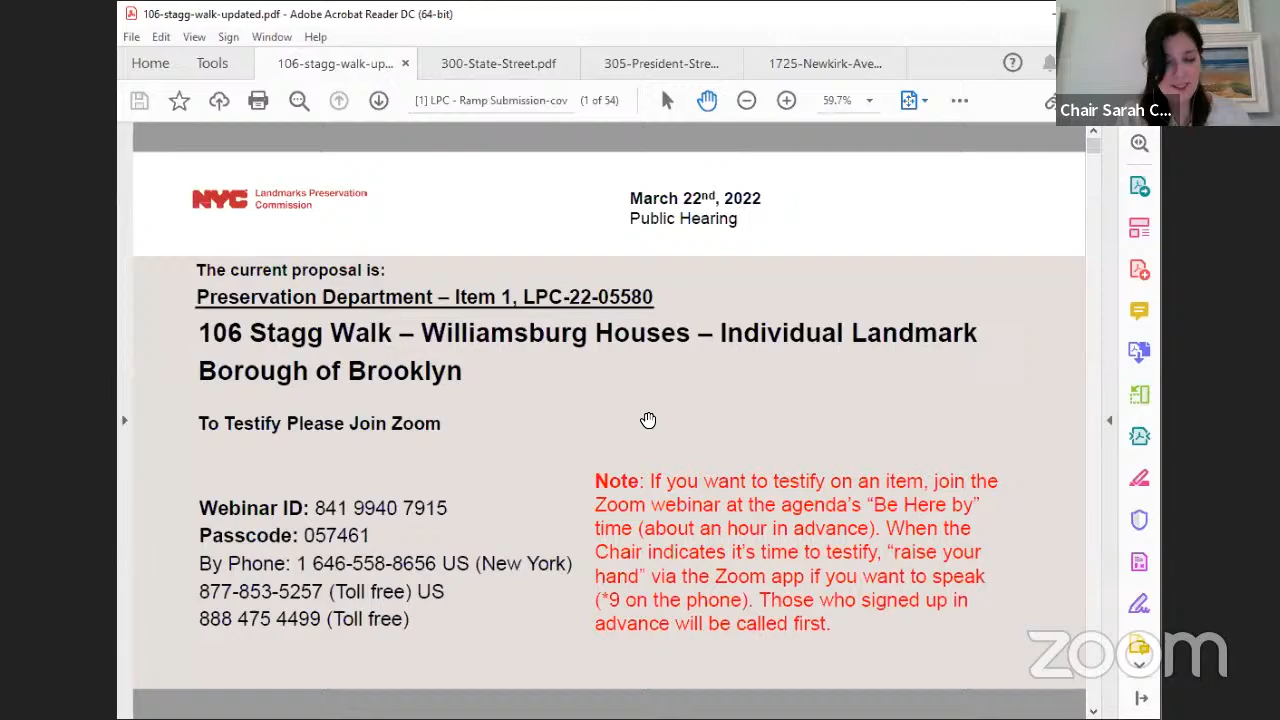 106-stagg-walk-updated.pdf - Adobe Acrobat Reader DC (64-bit)
File Edit View Sign Window Help
Home Tools 106-stagg-walk-up... × 300-State-Street.pdf 305-President-Stre... 1725-Newkirk-Ave...
[1] LPC - Ramp Submission-cov (1 of 54) 59.7%
Chair Sarah C...
NYC Landmarks Preservation
Commission
March 22nd, 2022
Public Hearing
The current proposal is:
Preservation Department – Item 1, LPC-22-05580
106 Stagg Walk – Williamsburg Houses – Individual Landmark
Borough of Brooklyn
To Testify Please Join Zoom
Webinar ID: 841 9940 7915
Passcode: 057461
By Phone: 1 646-558-8656 US (New York)
877-853-5257 (Toll free) US
888 475 4499 (Toll free)
Note: If you want to testify on an item, join the
Zoom webinar at the agenda’s “Be Here by”
time (about an hour in advance). When the
Chair indicates it’s time to testify, “raise your
hand” via the Zoom app if you want to speak
(*9 on the phone). Those who signed up in
advance will be called first.
zoom